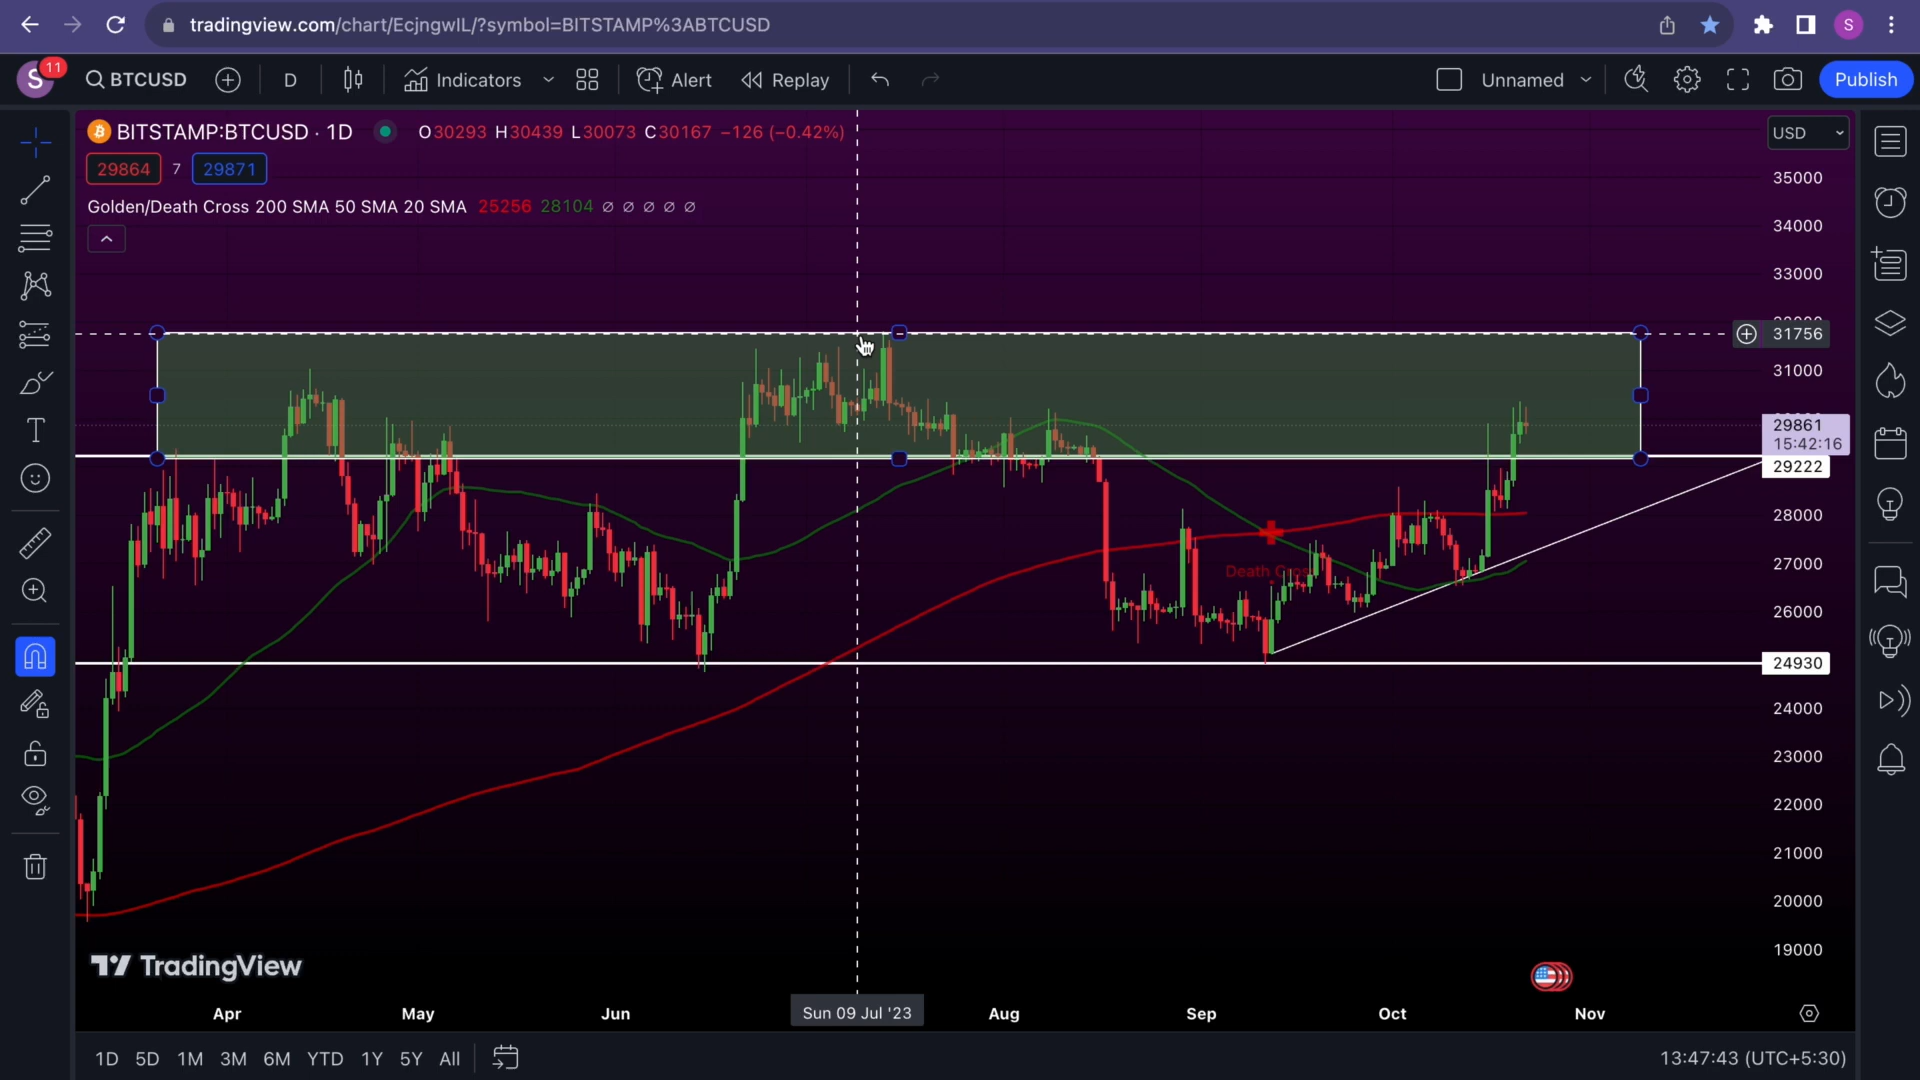 tradingview.com/chart/EcjngwIL/?symbol=BITSTAMP%3ABTCUSD
S
S
11
BTCUSD
D
Indicators
Alert
Replay
Unnamed
Publish
BITSTAMP:BTCUSD · 1D
O30293 H30439 L30073 C30167 −126 (−0.42%)
USD
29864
7
29871
Golden/Death Cross 200 SMA 50 SMA 20 SMA 25256 28104 ∅ ∅ ∅ ∅ ∅
35000
34000
33000
31756
31000
29861
15:42:16
29222
28000
27000
Death Cross
26000
24930
24000
23000
22000
21000
20000
19000
TradingView
Apr
May
Jun
Sun 09 Jul '23
Aug
Sep
Oct
Nov
1D 5D 1M 3M 6M YTD 1Y 5Y All
13:47:43 (UTC+5:30)